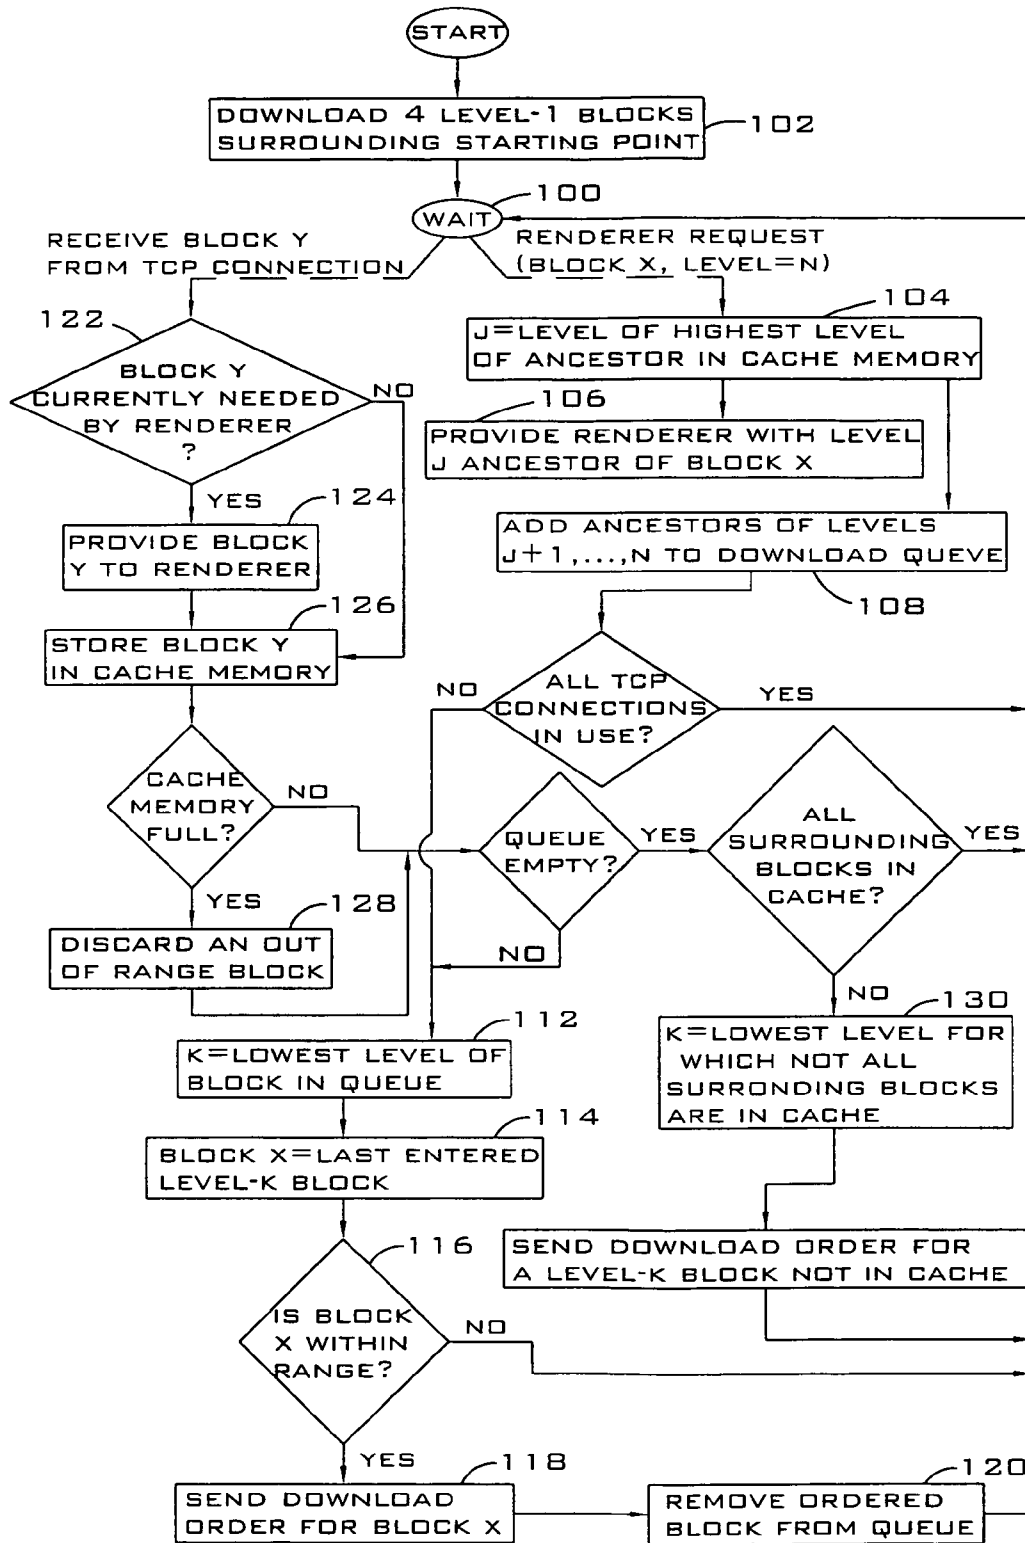 START
DOWNLOAD 4 LEVEL-1 BLOCKS
SURROUNDING STARTING POINT
102
100
WAIT
RECEIVE BLOCK Y
FROM TCP CONNECTION
RENDERER REQUEST
(BLOCK X, LEVEL=N)
122
BLOCK Y
CURRENTLY NEEDED
BY RENDERER
?
NO
YES
104
J=LEVEL OF HIGHEST LEVEL
OF ANCESTOR IN CACHE MEMORY
106
PROVIDE RENDERER WITH LEVEL
J ANCESTOR OF BLOCK X
124
PROVIDE BLOCK
Y TO RENDERER
ADD ANCESTORS OF LEVELS
J+1,...,N TO DOWNLOAD QUEVE
108
126
STORE BLOCK Y
IN CACHE MEMORY
ALL TCP
CONNECTIONS
IN USE?
NO
YES
CACHE
MEMORY
FULL?
NO
YES
QUEUE
EMPTY?
YES
NO
ALL
SURROUNDING
BLOCKS IN
CACHE?
YES
NO
128
DISCARD AN OUT
OF RANGE BLOCK
112
K=LOWEST LEVEL OF
BLOCK IN QUEUE
130
K=LOWEST LEVEL FOR
WHICH NOT ALL
SURRONDING BLOCKS
ARE IN CACHE
114
BLOCK X=LAST ENTERED
LEVEL-K BLOCK
SEND DOWNLOAD ORDER FOR
A LEVEL-K BLOCK NOT IN CACHE
116
IS BLOCK
X WITHIN
RANGE?
NO
YES
118
SEND DOWNLOAD
ORDER FOR BLOCK X
120
REMOVE ORDERED
BLOCK FROM QUEUE